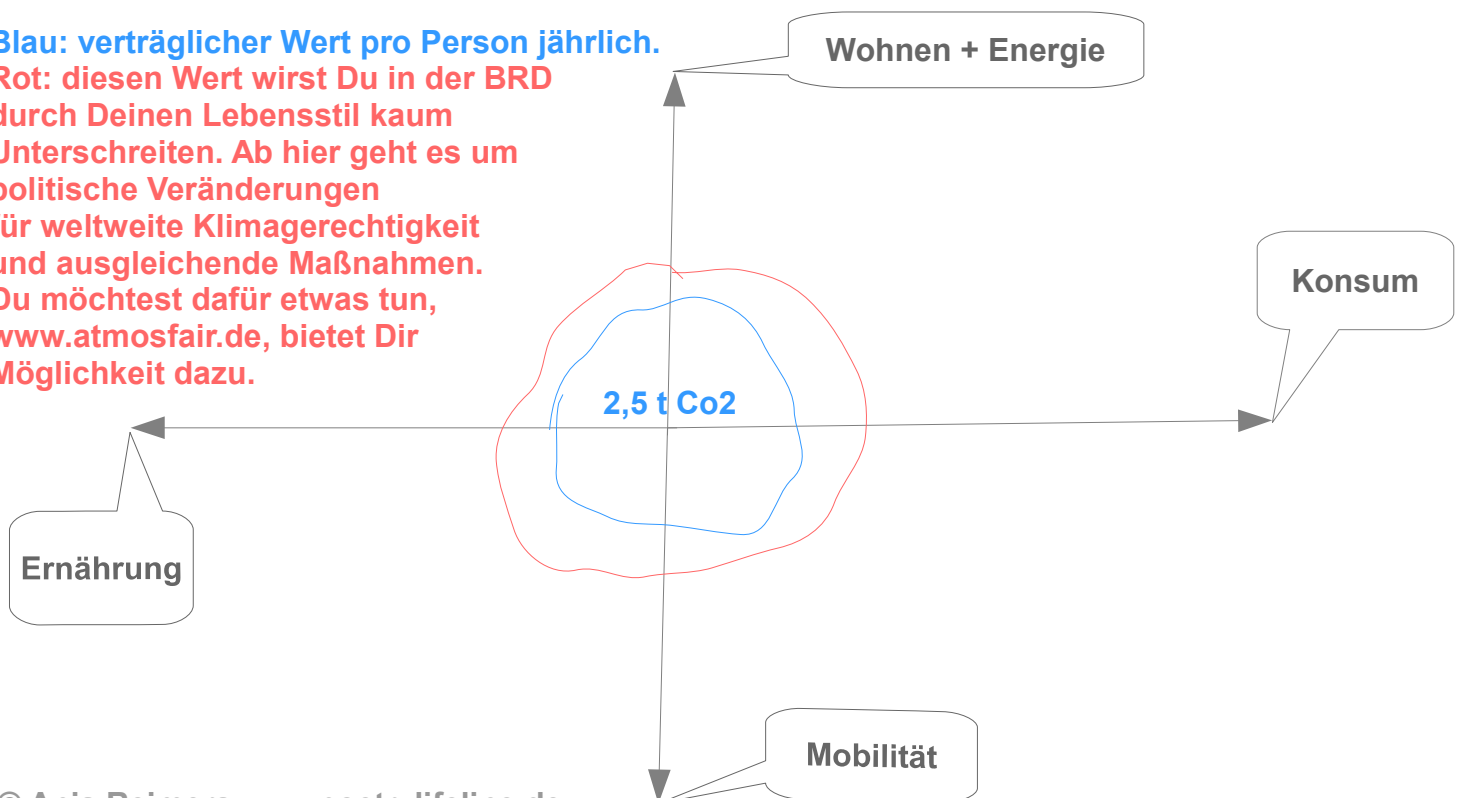 Blau: verträglicher Wert pro Person jährlich.
Rot: diesen Wert wirst Du in der BRD
durch Deinen Lebensstil kaum
Unterschreiten. Ab hier geht es um
politische Veränderungen
für weltweite Klimagerechtigkeit
und ausgleichende Maßnahmen.
Du möchtest dafür etwas tun,
www.atmosfair.de, bietet Dir
Möglichkeit dazu.
Wohnen + Energie
Konsum
2,5 t Co2
Ernährung
Mobilität